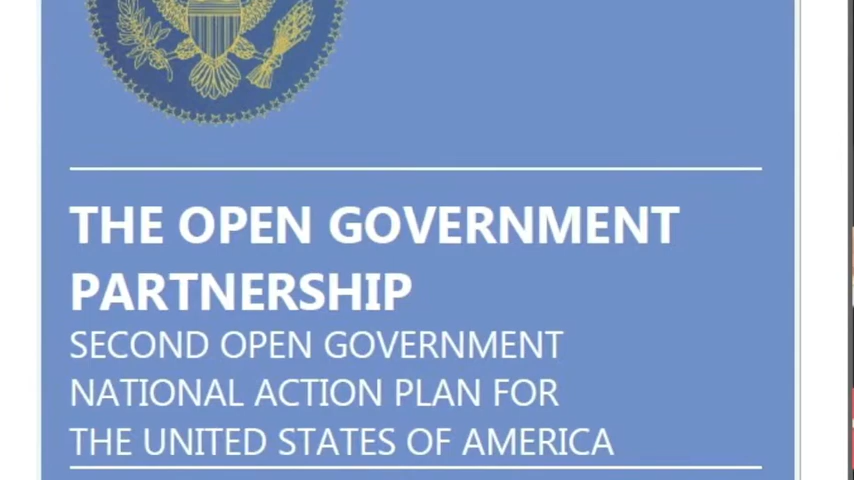 THE OPEN GOVERNMENT
PARTNERSHIP
SECOND OPEN GOVERNMENT
NATIONAL ACTION PLAN FOR
THE UNITED STATES OF AMERICA